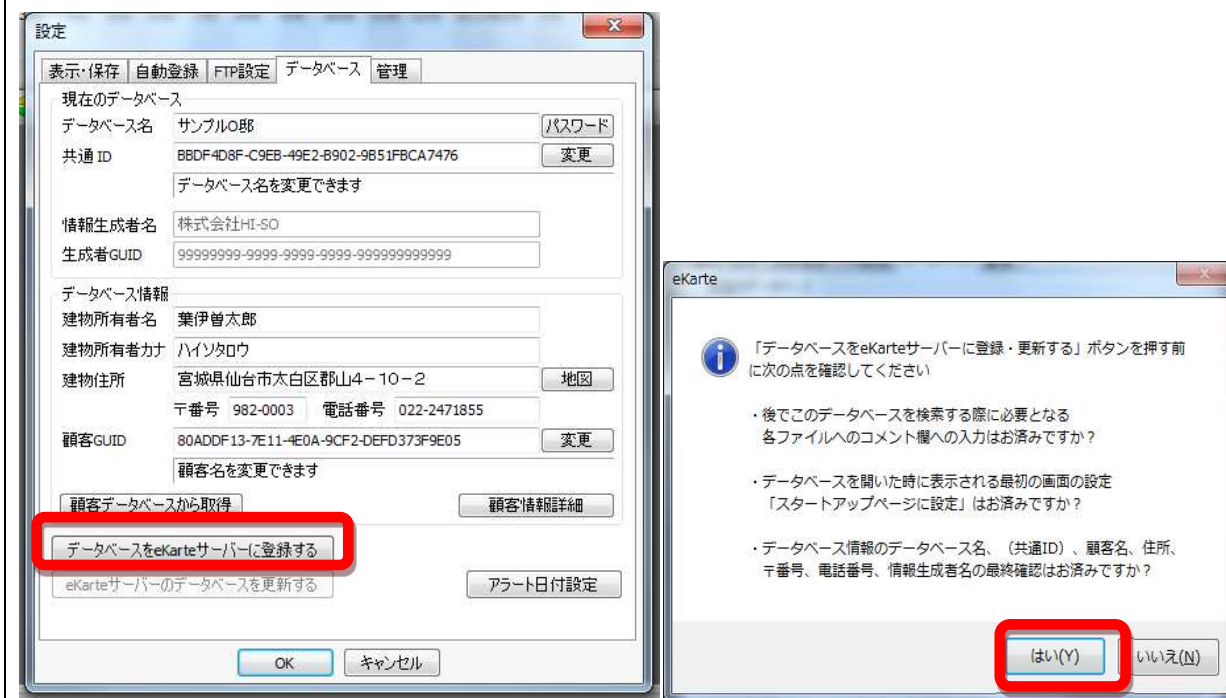 設定
表示・保存 自動登録 FTP設定 データベース 管理
現在のデータベース
データベース名 サンプルO邸 パスワード
共通ID BBDF4D8F-C9EB-49E2-B902-9B51FBCA7476 変更
データベース名を変更できます
情報生成者名 株式会社HI-SO
生成者GUID 99999999-9999-9999-9999-999999999999
データベース情報
建物所有者名 葉伊曽太郎
建物所有者カナ ハイソタロウ
建物住所 宮城県仙台市太白区郡山4-10-2 地図
〒番号 982-0003 電話番号 022-2471855
顧客GUID 80ADDF13-7E11-4E0A-9CF2-DEFD373F9E05 変更
顧客名を変更できます
顧客データベースから取得 顧客情報詳細
データベースをeKarteサーバーに登録する
eKarteサーバーのデータベースを更新する アラート日付設定
OK キャンセル
eKarte
「データベースをeKarteサーバーに登録・更新する」ボタンを押す前
に次の点を確認してください
・後でこのデータベースを検索する際に必要となる
各ファイルへのコメント欄への入力はお済みですか？
・データベースを開いた時に表示される最初の画面の設定
「スタートアップページに設定」はお済みですか？
・データベース情報のデータベース名、（共通ID）、顧客名、住所、
〒番号、電話番号、情報生成者名の最終確認はお済みですか？
はい(Y) いいえ(N)